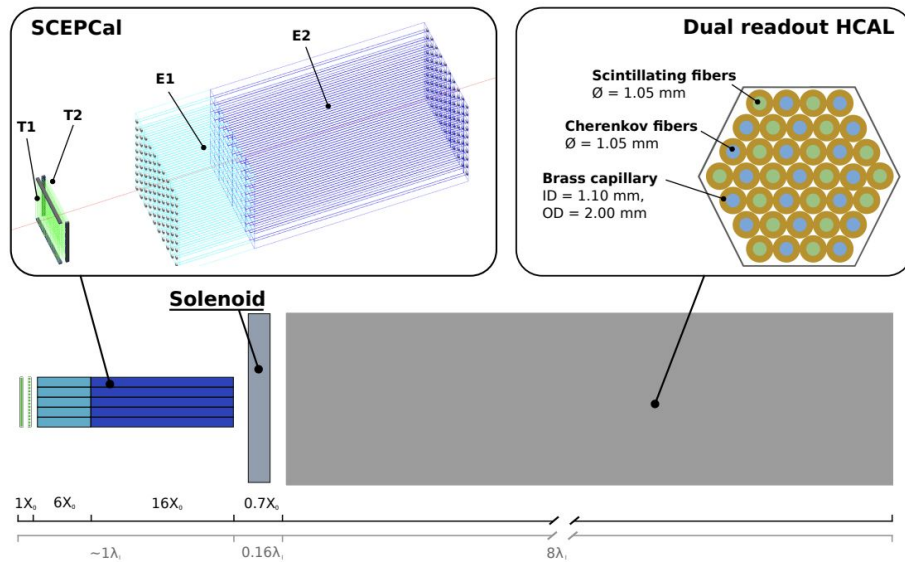 SCEPCal
T1
T2
E1
E2
Dual readout HCAL
Scintillating fibers
Ø = 1.05 mm
Cherenkov fibers
Ø = 1.05 mm
Brass capillary
ID = 1.10 mm,
OD = 2.00 mm
Solenoid
1X₀ 6X₀ 16X₀ 0.7X₀
~1λᵢ 0.16λᵢ 8λᵢ